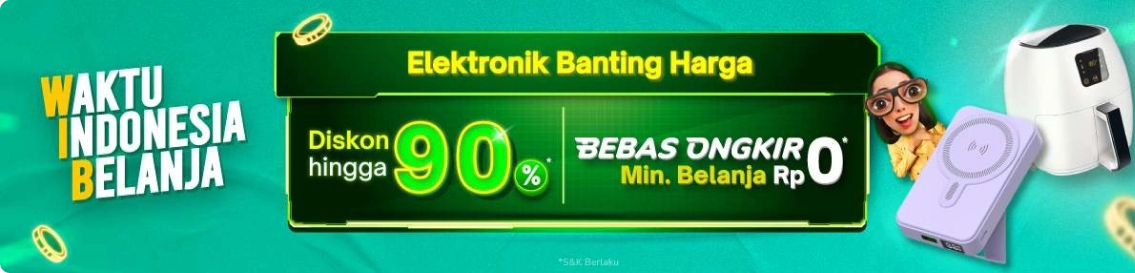 WAKTU
INDONESIA
BELANJA
Elektronik Banting Harga
Diskon
hingga
90%*
BEBAS ONGKIR
Min. Belanja Rp0*
*S&K Berlaku